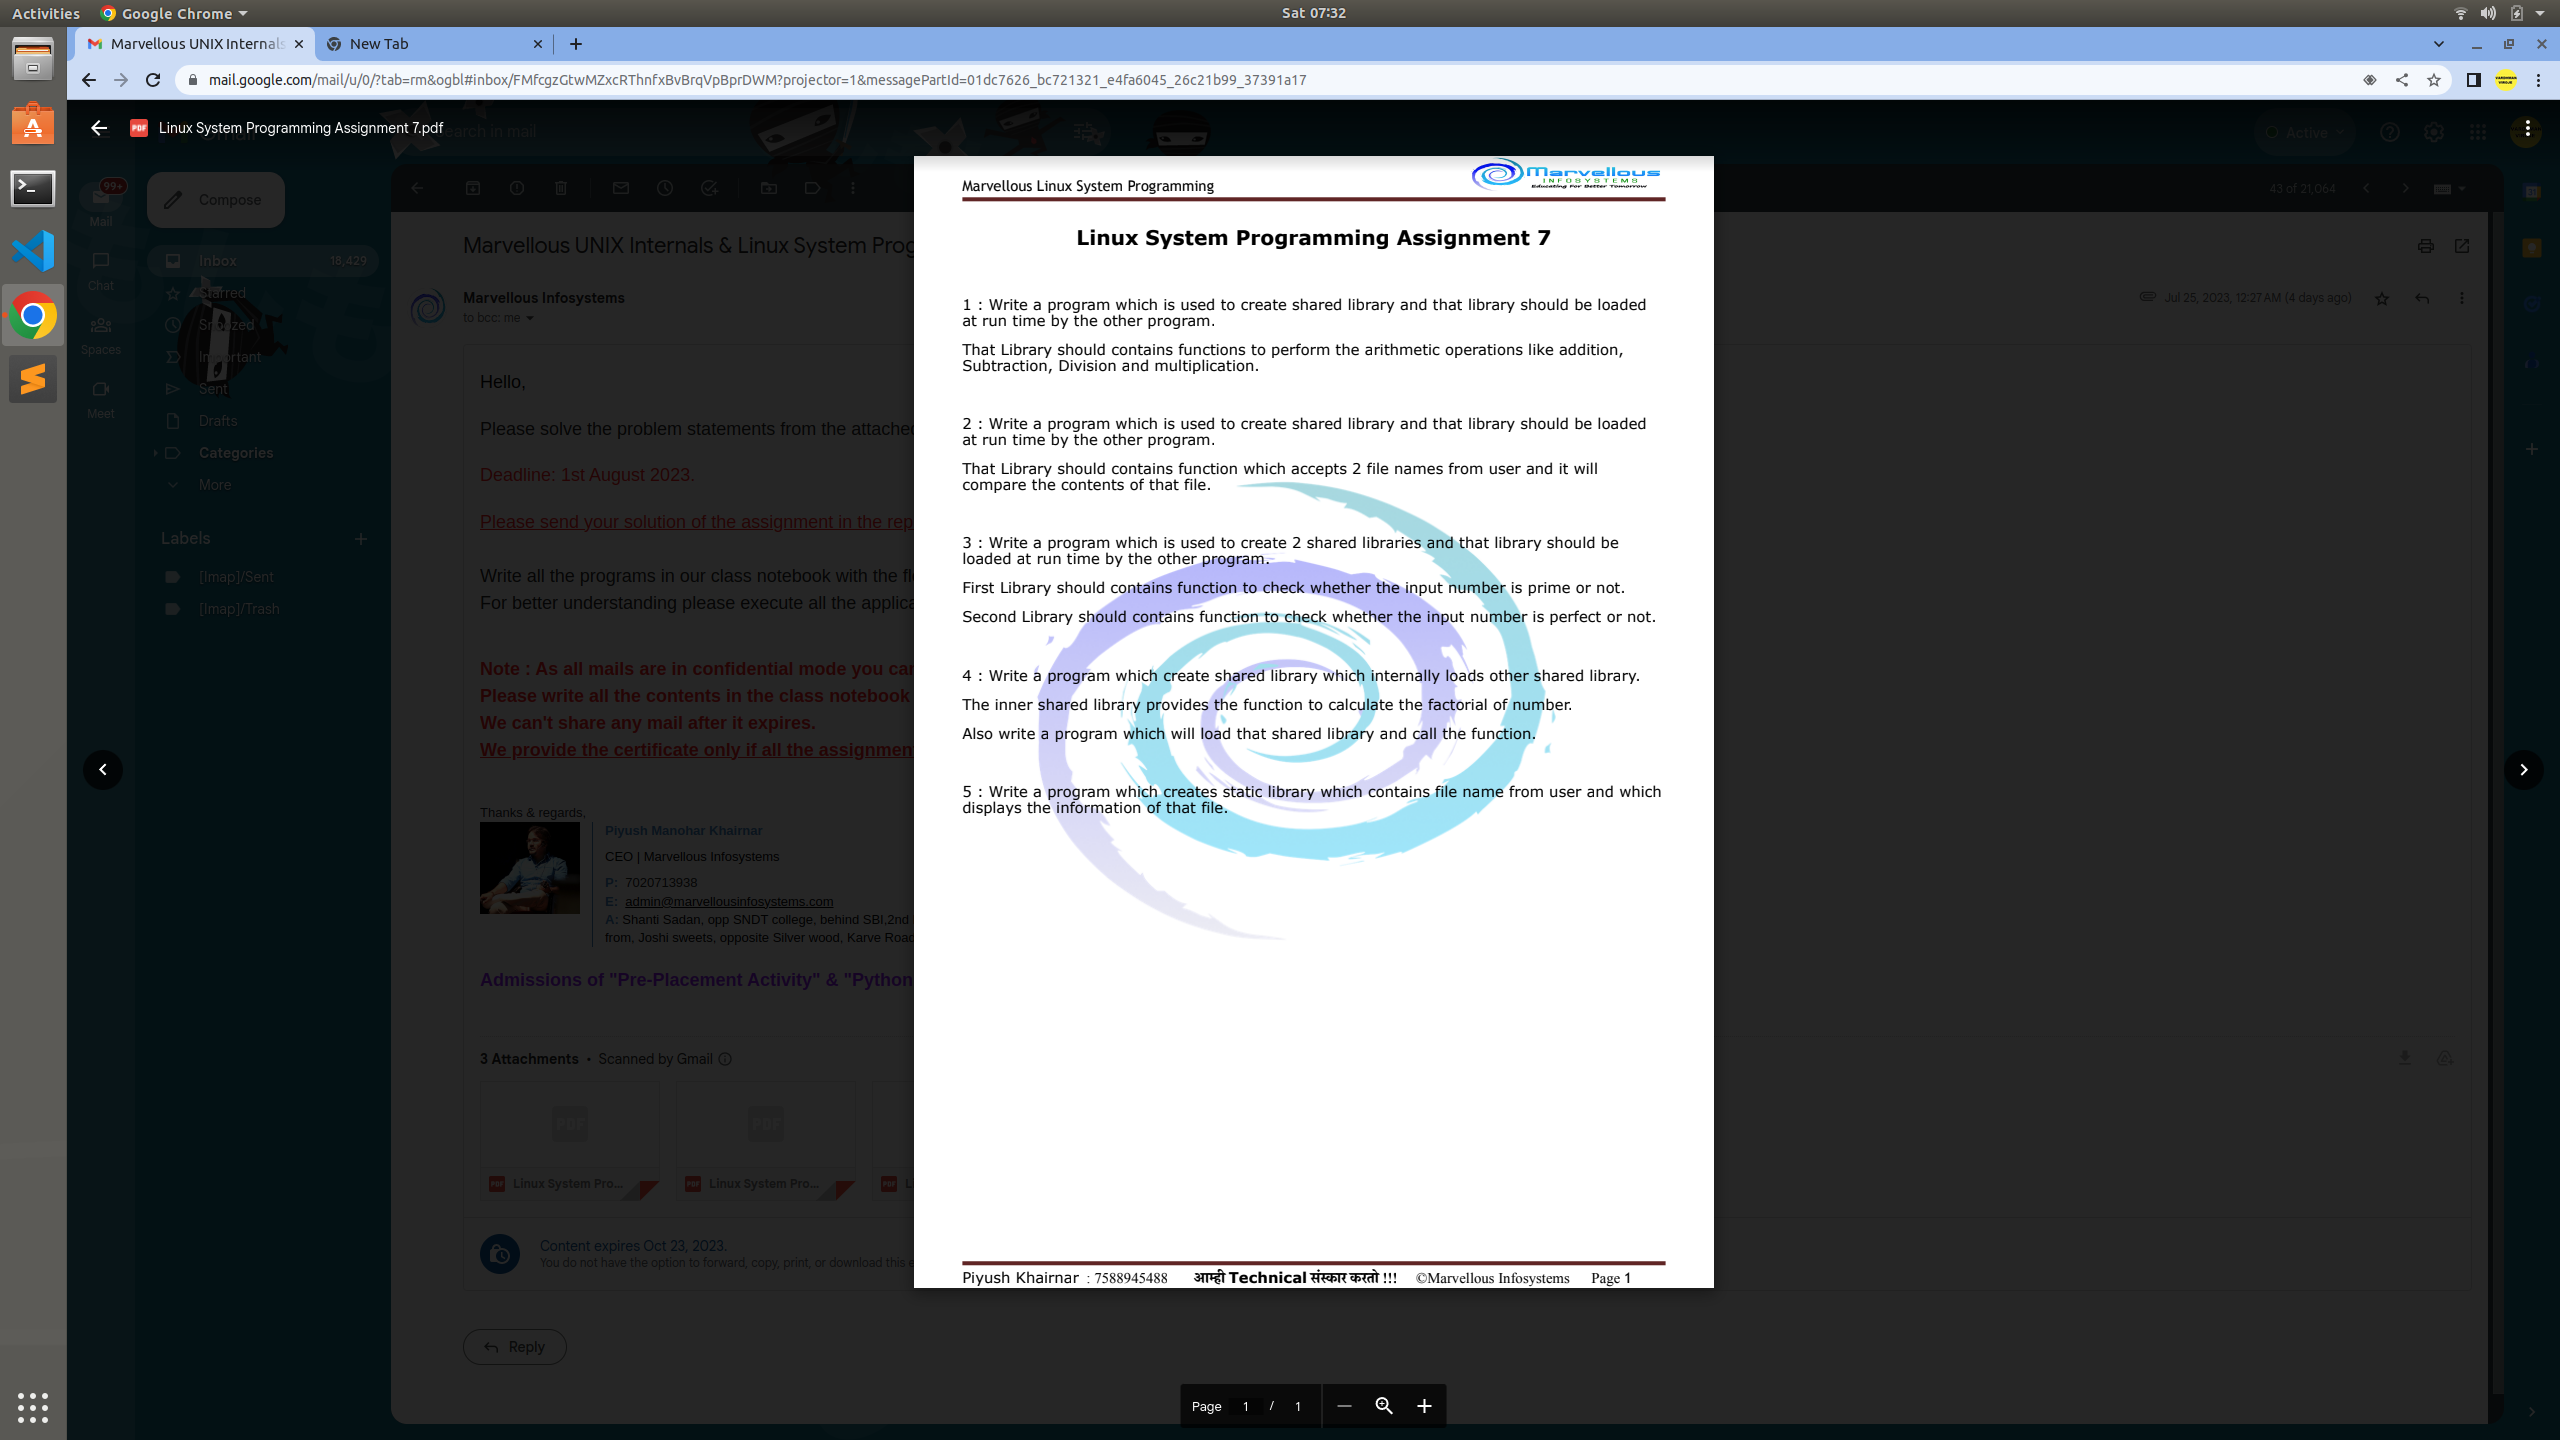 Activities
Google Chrome
Sat 07:32
Marvellous UNIX Internals
New Tab
mail.google.com/mail/u/0/?tab=rm&ogbl#inbox/FMfcgzGtwMZxcRThnfxBvBrqVpBprDWM?projector=1&messagePartId=01dc7626_bc721321_e4fa6045_26c21b99_37391a17
PDF Linux System Programming Assignment 7.pdf
earch in mail
Active
99+
Mail
Chat
Spaces
Meet
Compose
Inbox 18,429
Starred
Snoozed
Important
Sent
Drafts
Categories
More
Labels
[Imap]/Sent
[Imap]/Trash
43 of 21,064
Marvellous UNIX Internals & Linux System Prog
Marvellous Infosystems
to bcc: me
Jul 25, 2023, 12:27 AM (4 days ago)
Hello,
Please solve the problem statements from the attached
Deadline: 1st August 2023.
Please send your solution of the assignment in the rep
Write all the programs in our class notebook with the fl
For better understanding please execute all the applica
Note : As all mails are in confidential mode you can
Please write all the contents in the class notebook
We can't share any mail after it expires.
We provide the certificate only if all the assignmen
Thanks & regards,
Piyush Manohar Khairnar
CEO | Marvellous Infosystems
P: 7020713938
E: admin@marvellousinfosystems.com
A: Shanti Sadan, opp SNDT college, behind SBI,2nd
from, Joshi sweets, opposite Silver wood, Karve Road
Admissions of "Pre-Placement Activity" & "Python
3 Attachments • Scanned by Gmail
PDF
PDF
PDF Linux System Pro...
PDF Linux System Pro...
PDF L
Content expires Oct 23, 2023.
You do not have the option to forward, copy, print, or download this e
Reply
Marvellous Linux System Programming
Marvellous
INFOSYSTEMS
Educating For Better Tomorrow
Linux System Programming Assignment 7
1 : Write a program which is used to create shared library and that library should be loaded
at run time by the other program.
That Library should contains functions to perform the arithmetic operations like addition,
Subtraction, Division and multiplication.
2 : Write a program which is used to create shared library and that library should be loaded
at run time by the other program.
That Library should contains function which accepts 2 file names from user and it will
compare the contents of that file.
3 : Write a program which is used to create 2 shared libraries and that library should be
loaded at run time by the other program.
First Library should contains function to check whether the input number is prime or not.
Second Library should contains function to check whether the input number is perfect or not.
4 : Write a program which create shared library which internally loads other shared library.
The inner shared library provides the function to calculate the factorial of number.
Also write a program which will load that shared library and call the function.
5 : Write a program which creates static library which contains file name from user and which
displays the information of that file.
Piyush Khairnar : 7588945488 आम्ही Technical संस्कार करतो !!! ©Marvellous Infosystems Page 1
Page 1 / 1